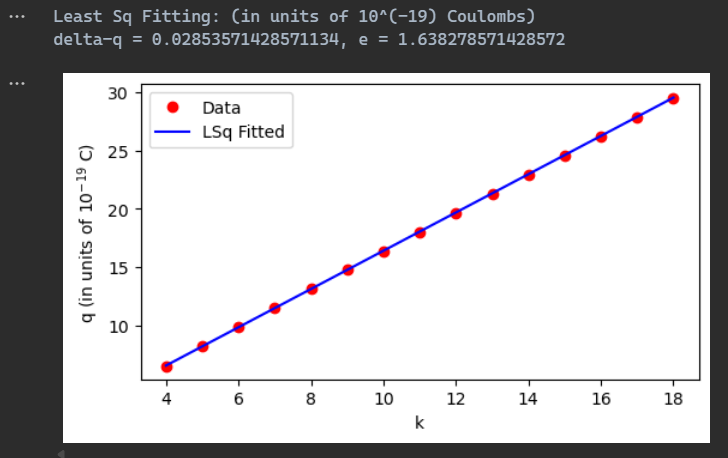 Least Sq Fitting: (in units of 10^(-19) Coulombs)
delta-q = 0.02853571428571134, e = 1.638278571428572
30
25
20
15
10
q (in units of 10⁻¹⁹ C)
Data
LSq Fitted
4 6 8 10 12 14 16 18
k